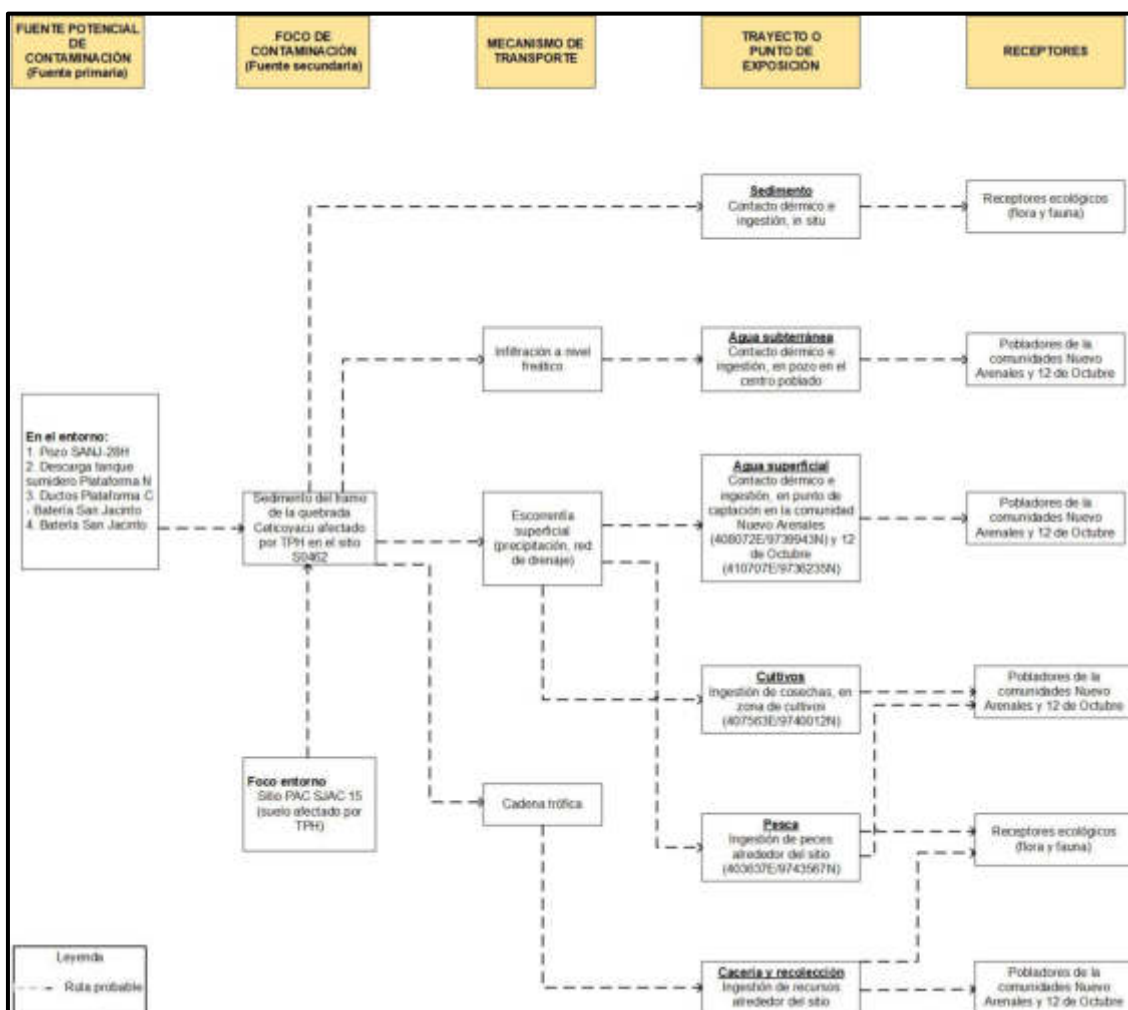 FUENTE POTENCIAL
DE
CONTAMINACIÓN
(Fuente primaria)
FOCO DE
CONTAMINACIÓN
(Fuente secundaria)
MECANISMO DE
TRANSPORTE
TRAYECTO O
PUNTO DE
EXPOSICIÓN
RECEPTORES
Sedimento
Contacto dérmico e
ingestión, in situ
Receptores ecológicos
(flora y fauna)
Infiltración a nivel
freático
Agua subterránea
Contacto dérmico e
ingestión, en pozo en el
centro poblado
Pobladores de la
comunidades Nuevo
Arenales y 12 de Octubre
En el entorno:
1. Pozo SANJ-28H
2. Descarga tanque
sumidero Plataforma N
3. Ductos Plataforma C
- Batería San Jacinto
4. Batería San Jacinto
Sedimento del tramo
de la quebrada
afectado
por TPH en el sitio
S0462
Escorrentía
superficial
(precipitación, red
de drenaje)
Agua superficial
Contacto dérmico e
ingestión, en punto de
captación en la comunidad
Nuevo Arenales
(408072E/9739943N) y 12
de Octubre
(410707E/9736235N)
Pobladores de la
comunidades Nuevo
Arenales y 12 de Octubre
Cultivos
Ingestión de cosechas, en
zona de cultivos
(407563E/9740012N)
Pobladores de la
comunidades Nuevo
Arenales y 12 de Octubre
Foco entorno
Sitio PAC SJAC 15
(suelo afectado por
TPH)
Cadena trófica
Pesca
Ingestión de peces
alrededor del sitio
(403637E/9743567N)
Receptores ecológicos
(flora y fauna)
Leyenda
Ruta probable
Cacería y recolección
Ingestión de recursos
alrededor del sitio
Pobladores de la
comunidades Nuevo
Arenales y 12 de Octubre